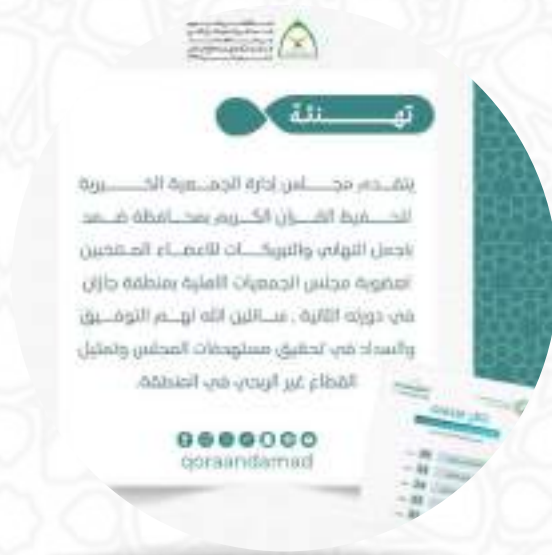 تهنئة
يتقدم مجلس إدارة الجمعية الخيرية
لتحفيظ القرآن الكريم بمحافظة ضمد
بأجمل التهاني والتبريكات للأعضاء المنتخبين
لعضوية مجلس الجمعيات الأهلية بمنطقة جازان
في دورته الثانية ، سائلين الله لهم التوفيق
والسداد في تحقيق مستهدفات المجلس وتمثيل
القطاع غير الربحي في المنطقة.
qoraandamad